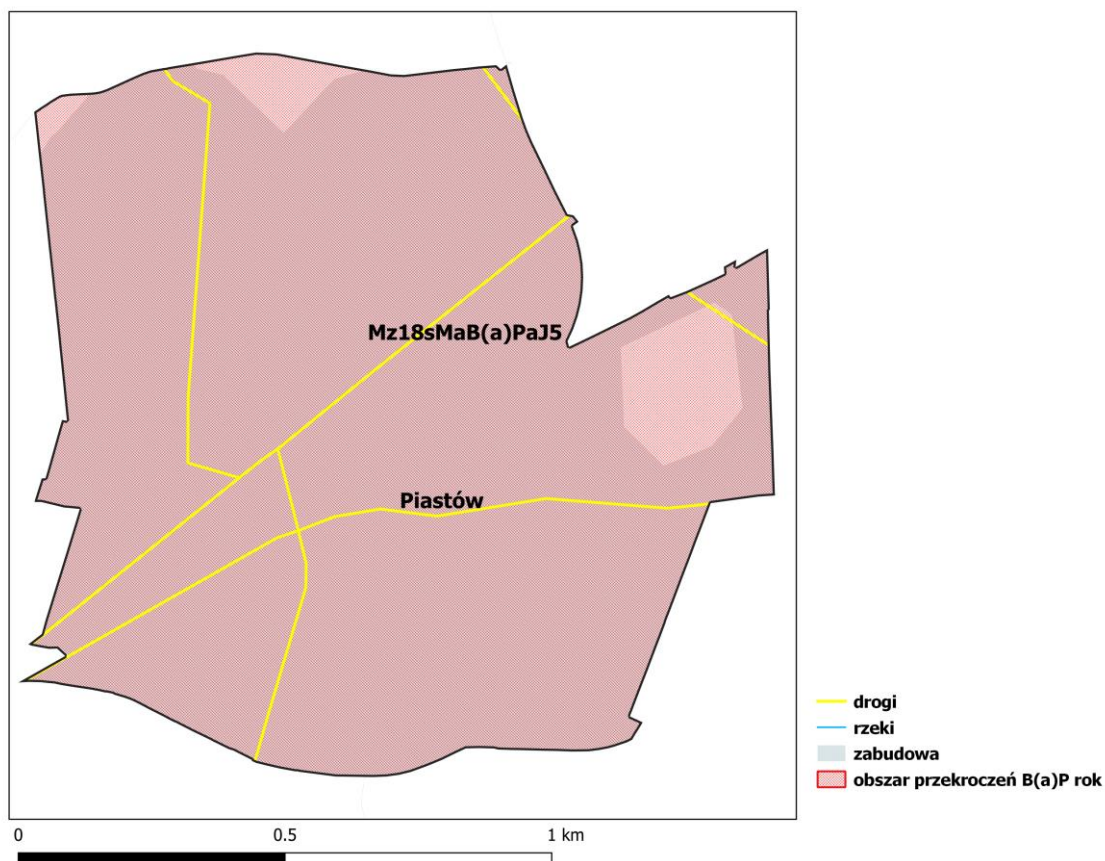 Mz18sMaB(a)PaJ5
Piastów
drogi
rzeki
zabudowa
obszar przekroczeń B(a)P rok
0 0.5 1 km